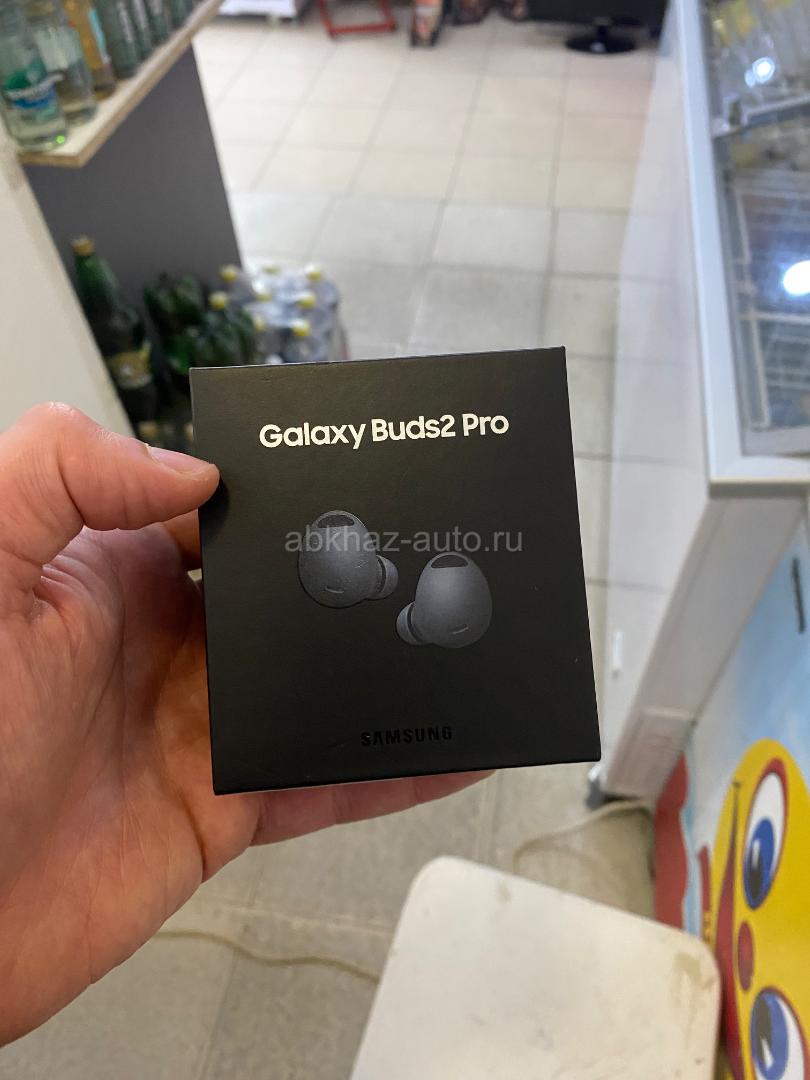 Galaxy Buds2 Pro
abkhaz-auto.ru
SAMSUNG